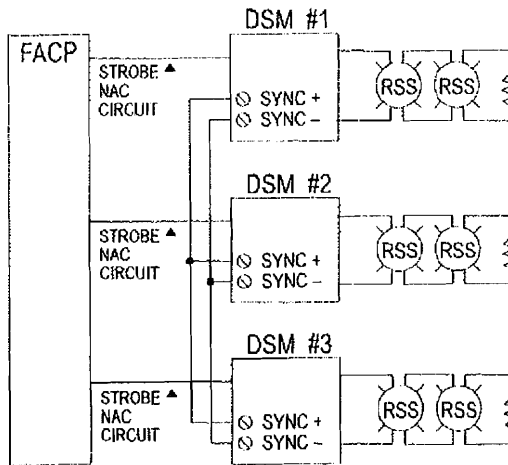 DSM #1
FACP
STROBE ▲
NAC
CIRCUIT
SYNC +
SYNC −
RSS RSS
DSM #2
STROBE ▲
NAC
CIRCUIT
SYNC +
SYNC −
RSS RSS
DSM #3
STROBE ▲
NAC
CIRCUIT
SYNC +
SYNC −
RSS RSS